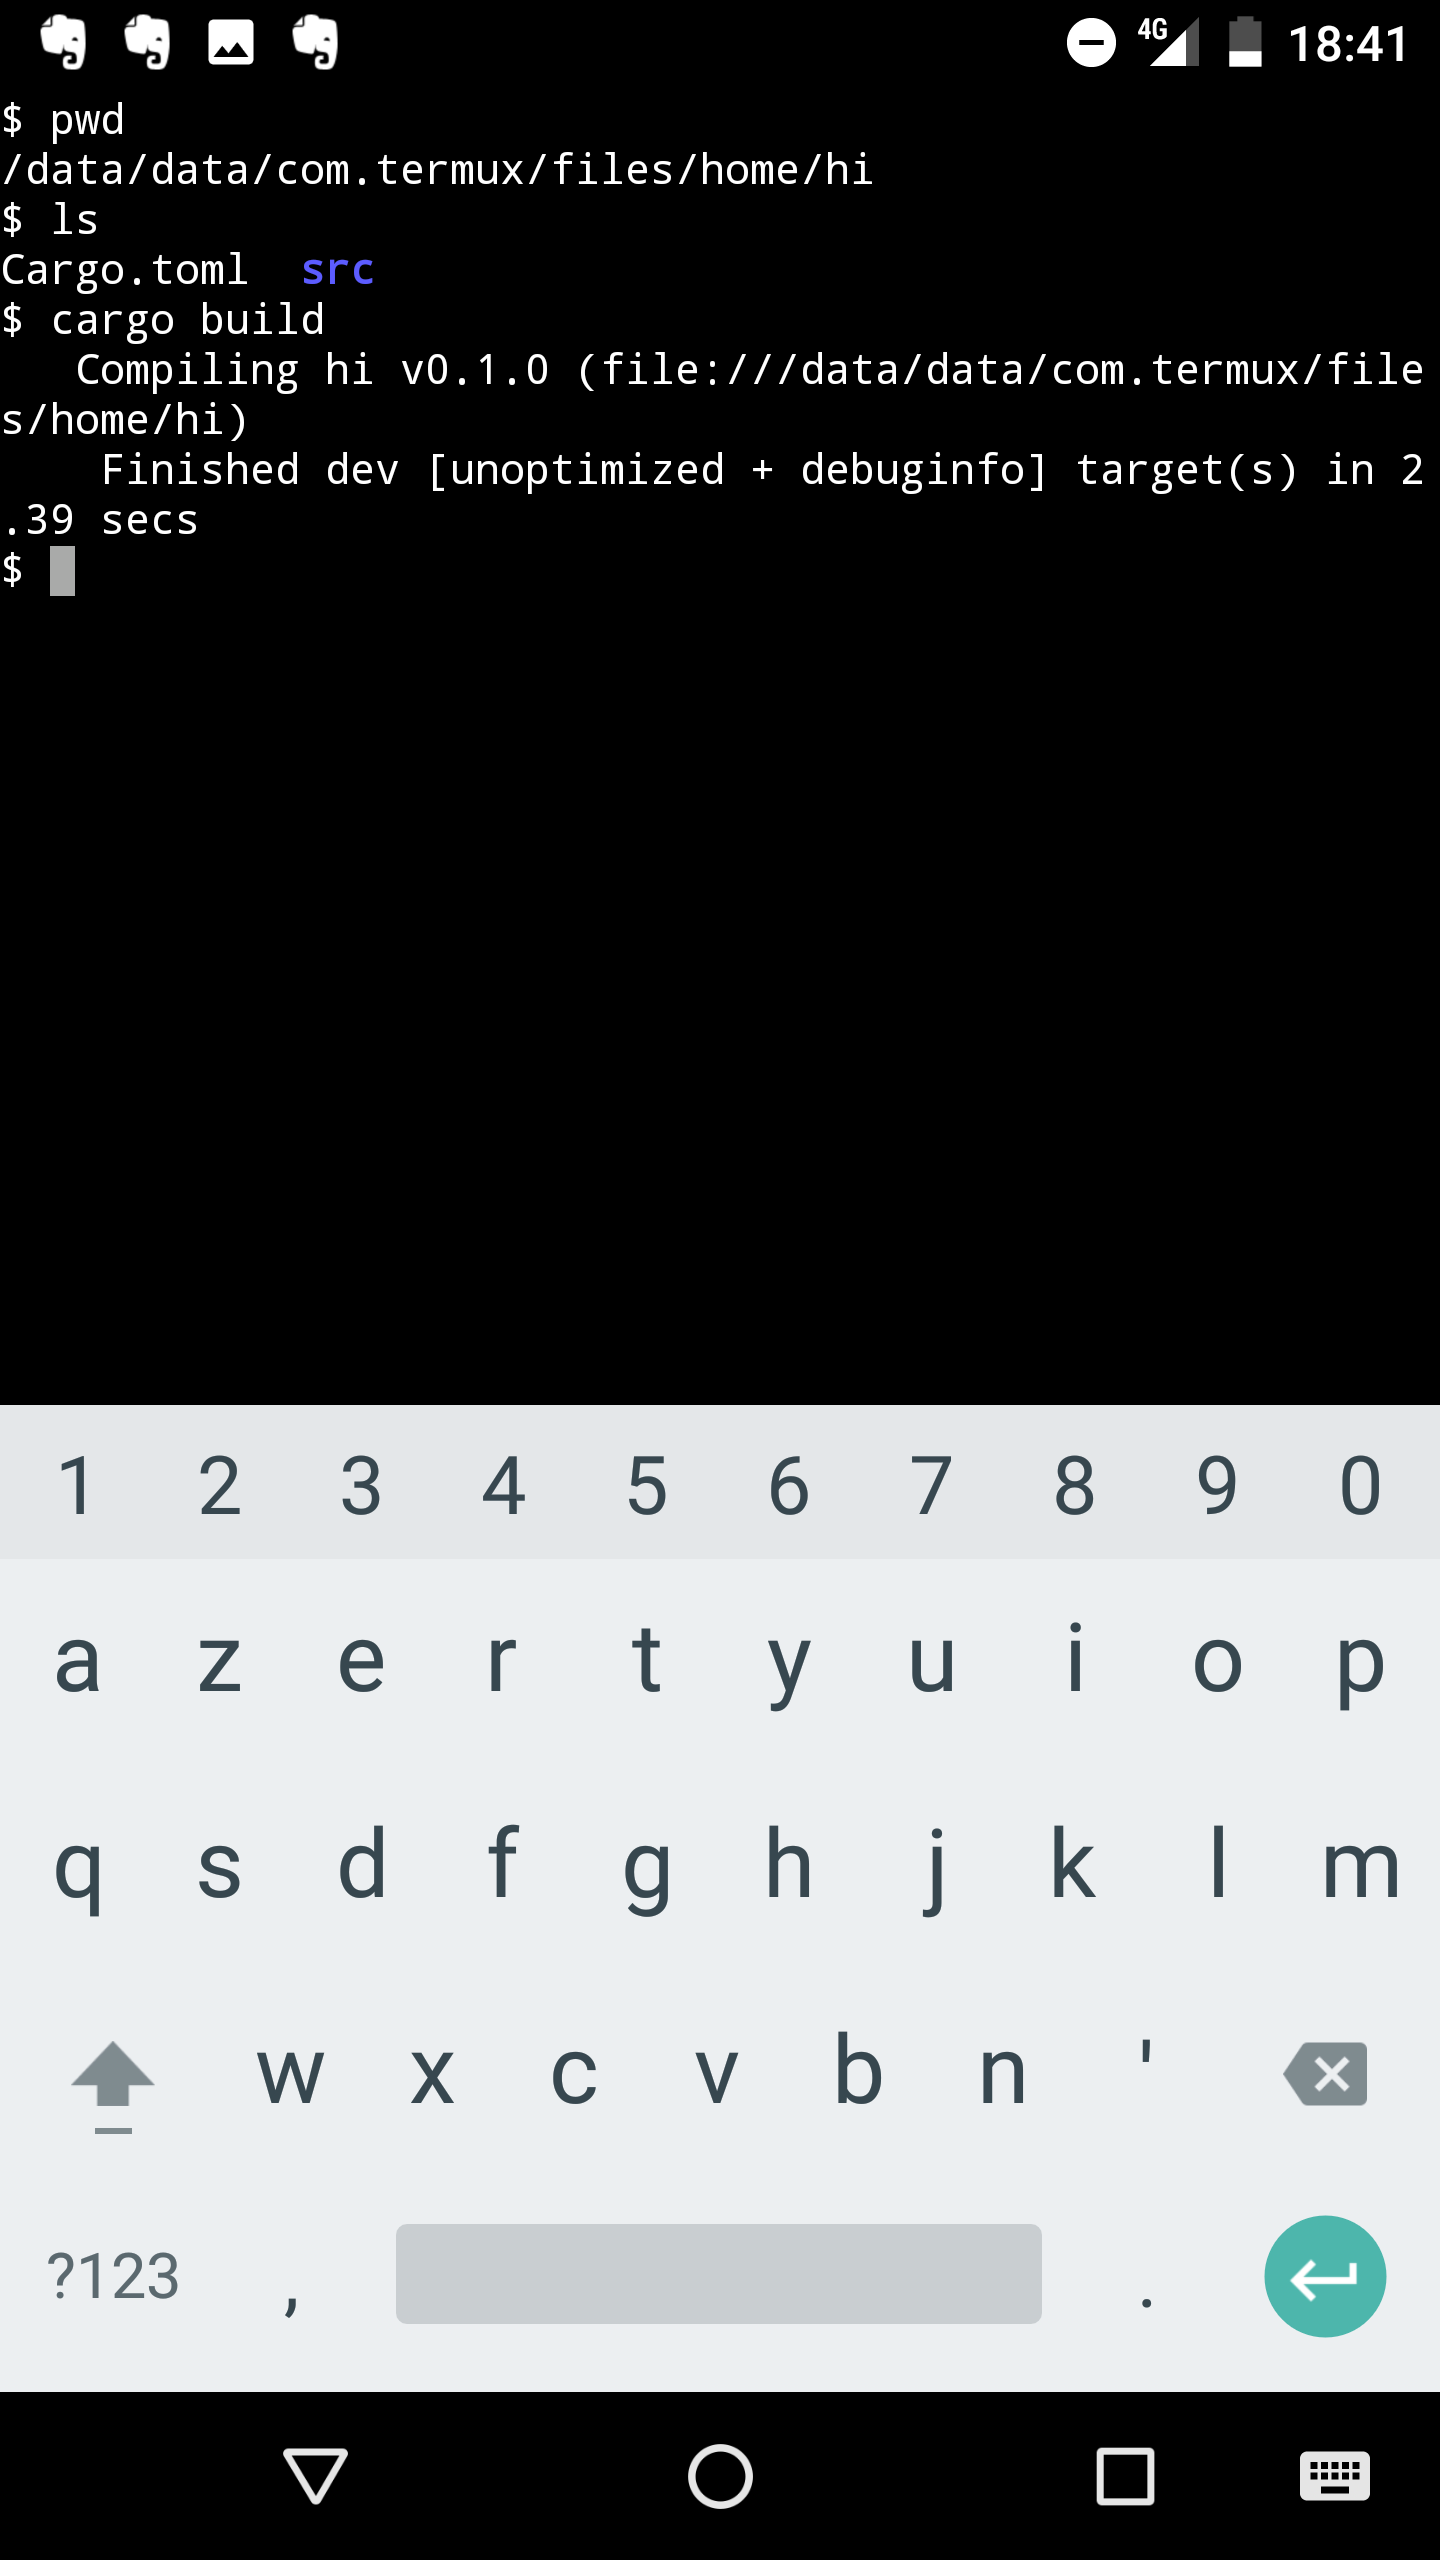 4G 18:41
$ pwd
/data/data/com.termux/files/home/hi
$ ls
Cargo.toml  src
$ cargo build
   Compiling hi v0.1.0 (file:///data/data/com.termux/file
s/home/hi)
    Finished dev [unoptimized + debuginfo] target(s) in 2
.39 secs
$
1 2 3 4 5 6 7 8 9 0
a z e r t y u i o p
q s d f g h j k l m
w x c v b n '
?123 , .